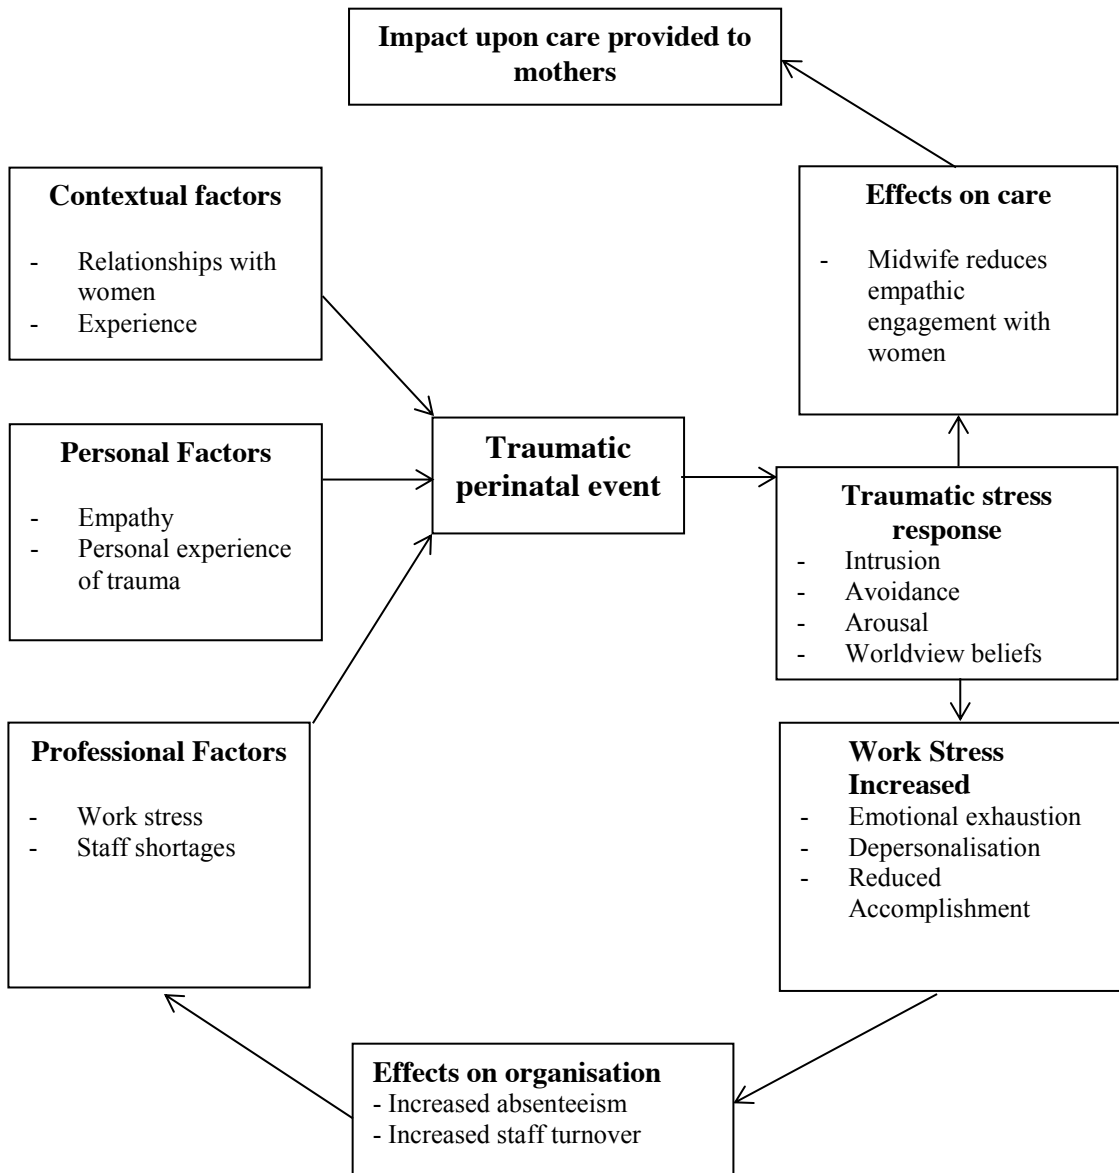 Impact upon care provided to
mothers
Contextual factors
- Relationships with
women
- Experience
Effects on care
- Midwife reduces
empathic
engagement with
women
Personal Factors
- Empathy
- Personal experience
of trauma
Traumatic
perinatal event
Traumatic stress
response
- Intrusion
- Avoidance
- Arousal
- Worldview beliefs
Professional Factors
- Work stress
- Staff shortages
Work Stress
Increased
- Emotional exhaustion
- Depersonalisation
- Reduced
Accomplishment
Effects on organisation
- Increased absenteeism
- Increased staff turnover